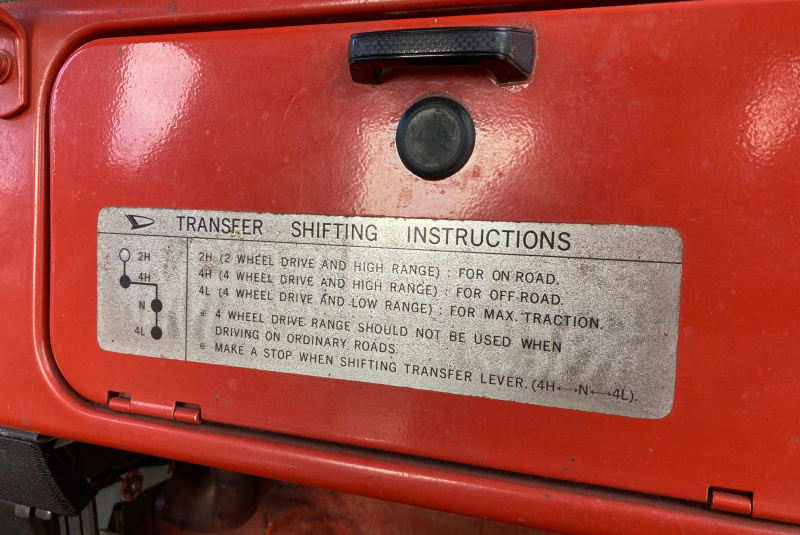 TRANSFER SHIFTING INSTRUCTIONS
2H
4H
N
4L
2H (2 WHEEL DRIVE AND HIGH RANGE) : FOR ON ROAD.
4H (4 WHEEL DRIVE AND HIGH RANGE) : FOR OFF-ROAD.
4L (4 WHEEL DRIVE AND LOW RANGE) : FOR MAX. TRACTION.
※ 4 WHEEL DRIVE RANGE SHOULD NOT BE USED WHEN
DRIVING ON ORDINARY ROADS.
※ MAKE A STOP WHEN SHIFTING TRANSFER LEVER. (4H←→N←→4L).